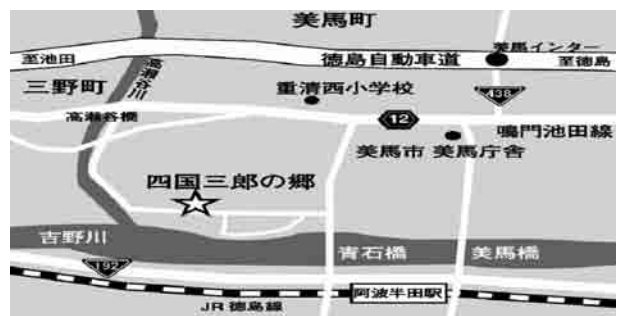 美馬町
美馬インター
至池田
徳島自動車道
至徳島
高瀬谷川
三野町
重清西小学校
438
高瀬谷橋
12
鳴門池田線
美馬市 美馬庁舎
四国三郎の郷
吉野川
青石橋
美馬橋
192
阿波半田駅
JR徳島線